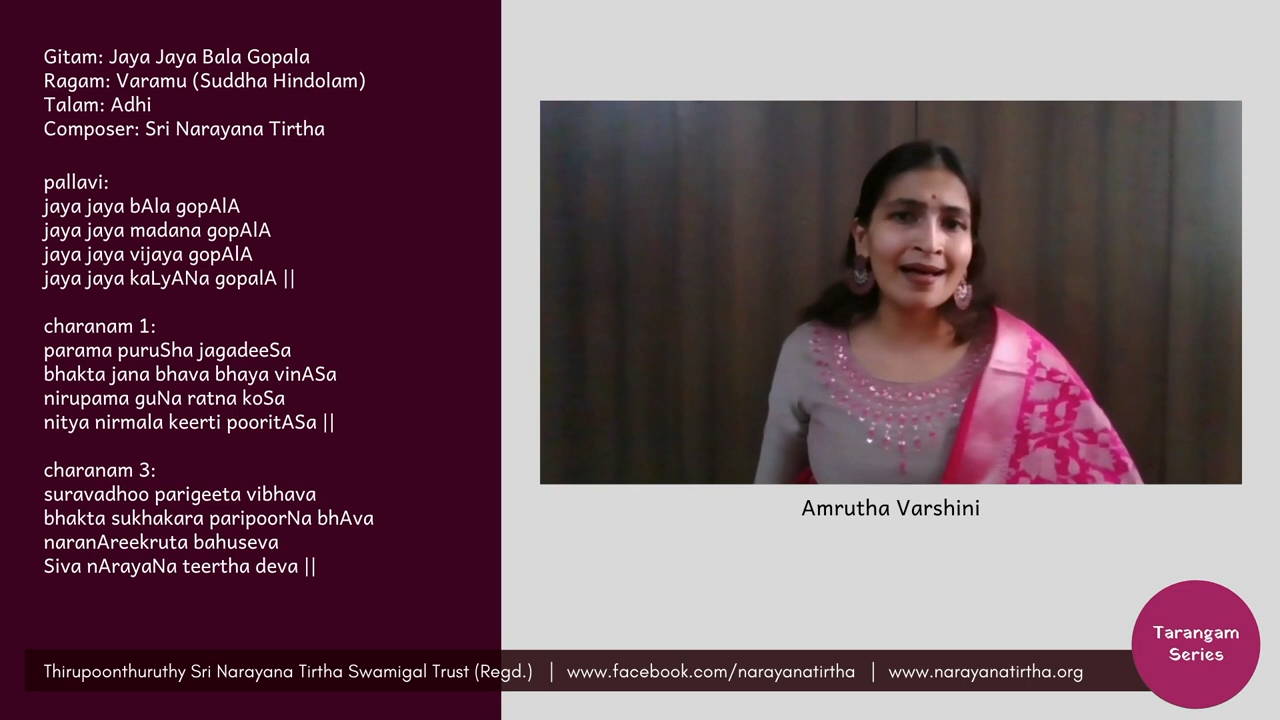 Gitam: Jaya Jaya Bala Gopala
Ragam: Varamu (Suddha Hindolam)
Talam: Adhi
Composer: Sri Narayana Tirtha
pallavi:
jaya jaya bAla gopAlA
jaya jaya madana gopAlA
jaya jaya vijaya gopAlA
jaya jaya kaLyANa gopalA ||
charanam 1:
parama puruSha jagadeeSa
bhakta jana bhava bhaya vinASa
nirupama guNa ratna koSa
nitya nirmala keerti pooritASa ||
charanam 3:
suravadhoo parigeeta vibhava
bhakta sukhakara paripoorNa bhAva
naranAreekruta bahuseva
Siva nArayaNa teertha deva ||
Amrutha Varshini
Tarangam
Series
Thirupoonthuruthy Sri Narayana Tirtha Swamigal Trust (Regd.) | www.facebook.com/narayanatirtha | www.narayanatirtha.org